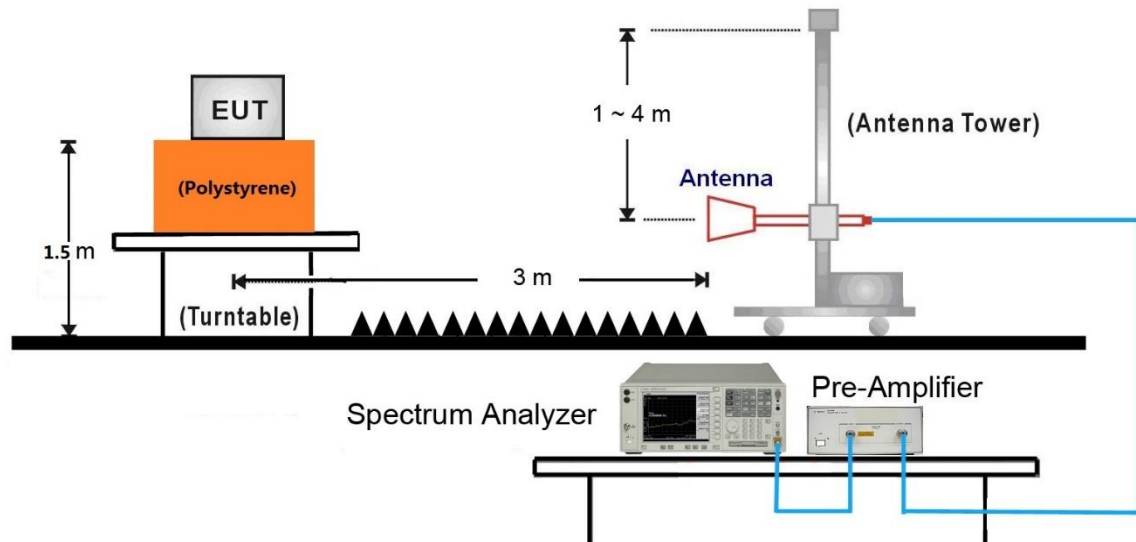 EUT
1 ~ 4 m
(Antenna Tower)
(Polystyrene)
Antenna
1.5 m
3 m
(Turntable)
Spectrum Analyzer
Pre-Amplifier